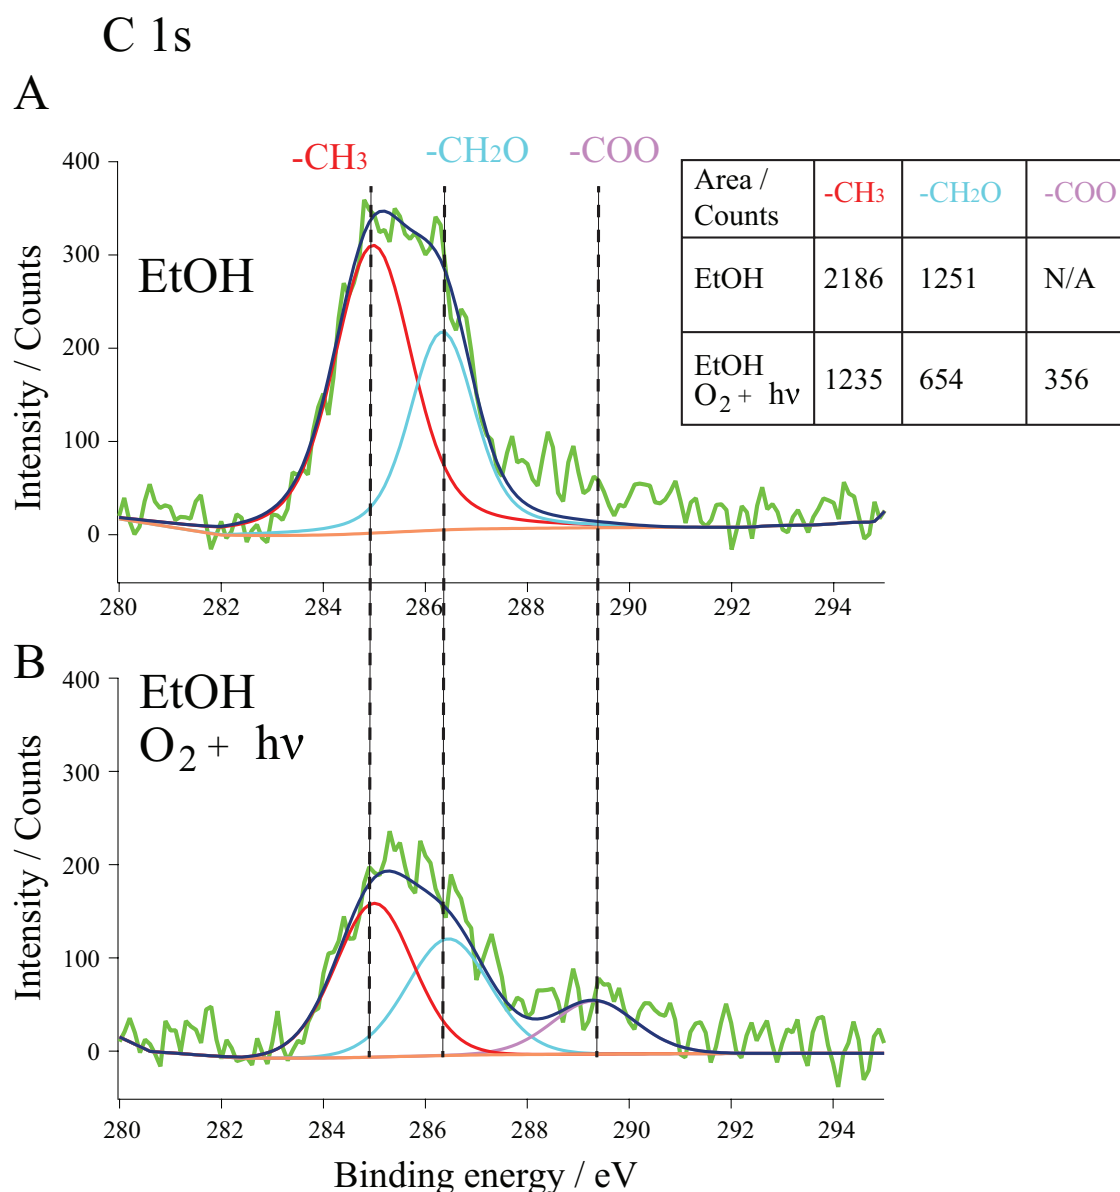 C 1s
A
-CH₃ -CH₂O -COO
400
300
200
100
0
Intensity / Counts
EtOH
280 282 284 286 288 290 292 294
Area / Counts -CH₃ -CH₂O -COO
EtOH 2186 1251 N/A
EtOH O₂ + hν 1235 654 356
B
EtOH
O₂ + hν
400
300
200
100
0
Intensity / Counts
280 282 284 286 288 290 292 294
Binding energy / eV